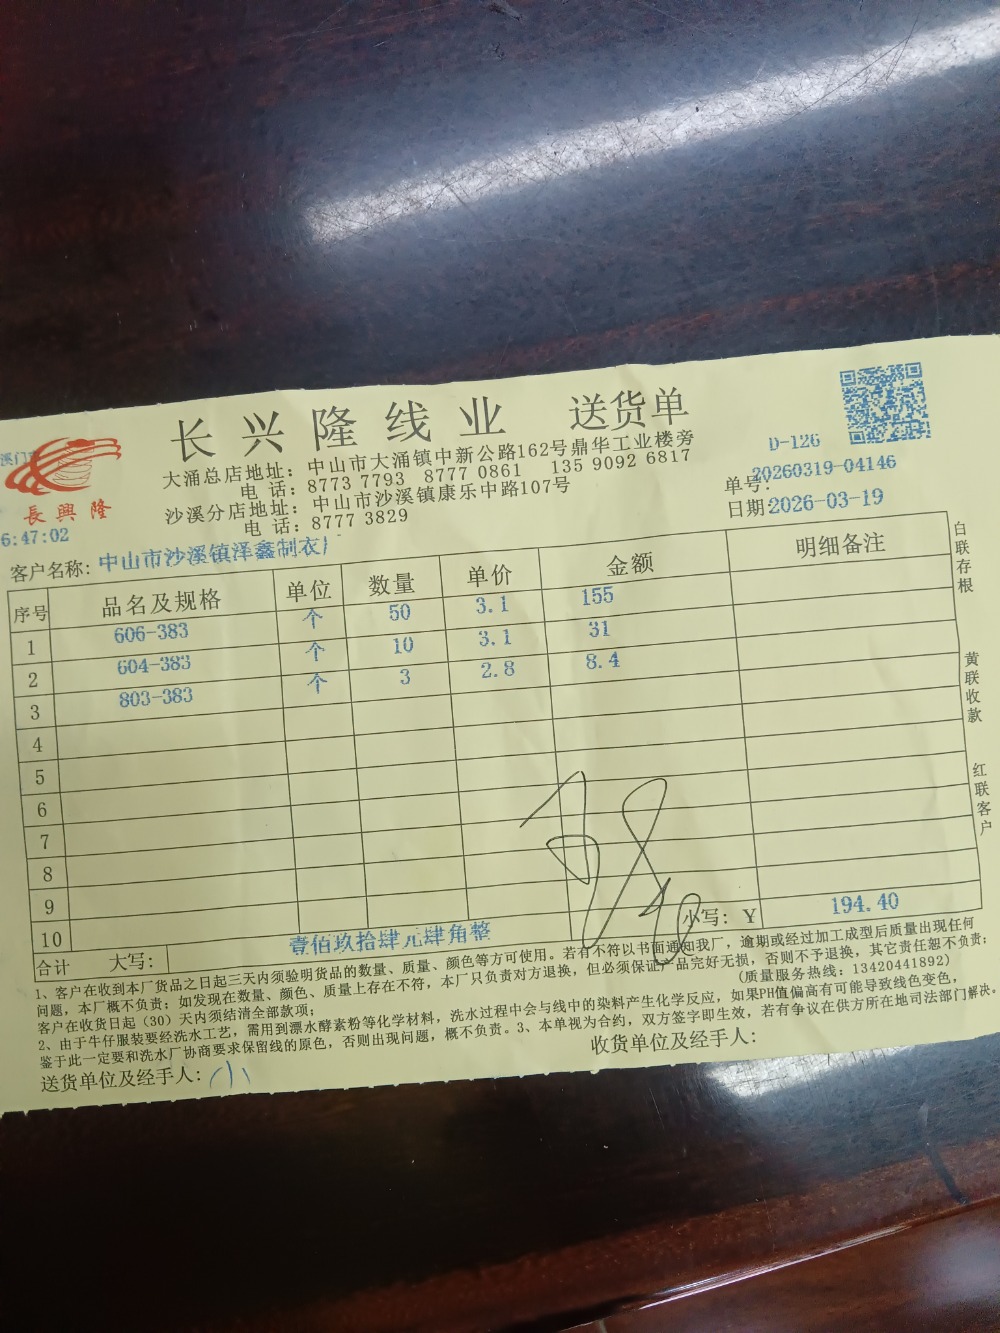 长兴隆线业 送货单
大涌总店地址：中山市大涌镇中新公路162号鼎华工业楼旁
电 话：8773 7793 8777 0861 135 9092 6817
沙溪分店地址：中山市沙溪镇康乐中路107号
电 话：8777 3829
D-126
单号：20260319-04146
日期 2026-03-19
溪门
長興隆
6:47:02
客户名称：中山市沙溪镇泽鑫制衣厂
序号 品名及规格 单位 数量 单价 金额 明细备注
1 606-383 个 50 3.1 155
2 604-383 个 10 3.1 31
3 803-383 个 3 2.8 8.4
4
5
6
7
8
9
10
合计 大写： 壹佰玖拾肆元肆角整 小写：Y 194.40
1、客户在收到本厂货品之日起三天内须验明货品的数量、质量、颜色等方可使用。若有不符以书面通知我厂，逾期或经过加工成型后质量出现任何
问题，本厂概不负责；如发现在数量、颜色、质量上存在不符，本厂只负责对方退换，但必须保证产品完好无损，否则不予退换，其它责任恕不负责；
客户在收货日起（30）天内须结清全部款项； （质量服务热线：13420441892）
2、由于牛仔服装要经洗水工艺，需用到漂水酵素粉等化学材料，洗水过程中会与线中的染料产生化学反应，如果PH值偏高有可能导致线色变色，
鉴于此一定要和洗水厂协商要求保留线的原色，否则出现问题，概不负责。3、本单视为合约，双方签字即生效，若有争议在供方所在地司法部门解决。
送货单位及经手人：小 收货单位及经手人：
白联存根
黄联收款
红联客户